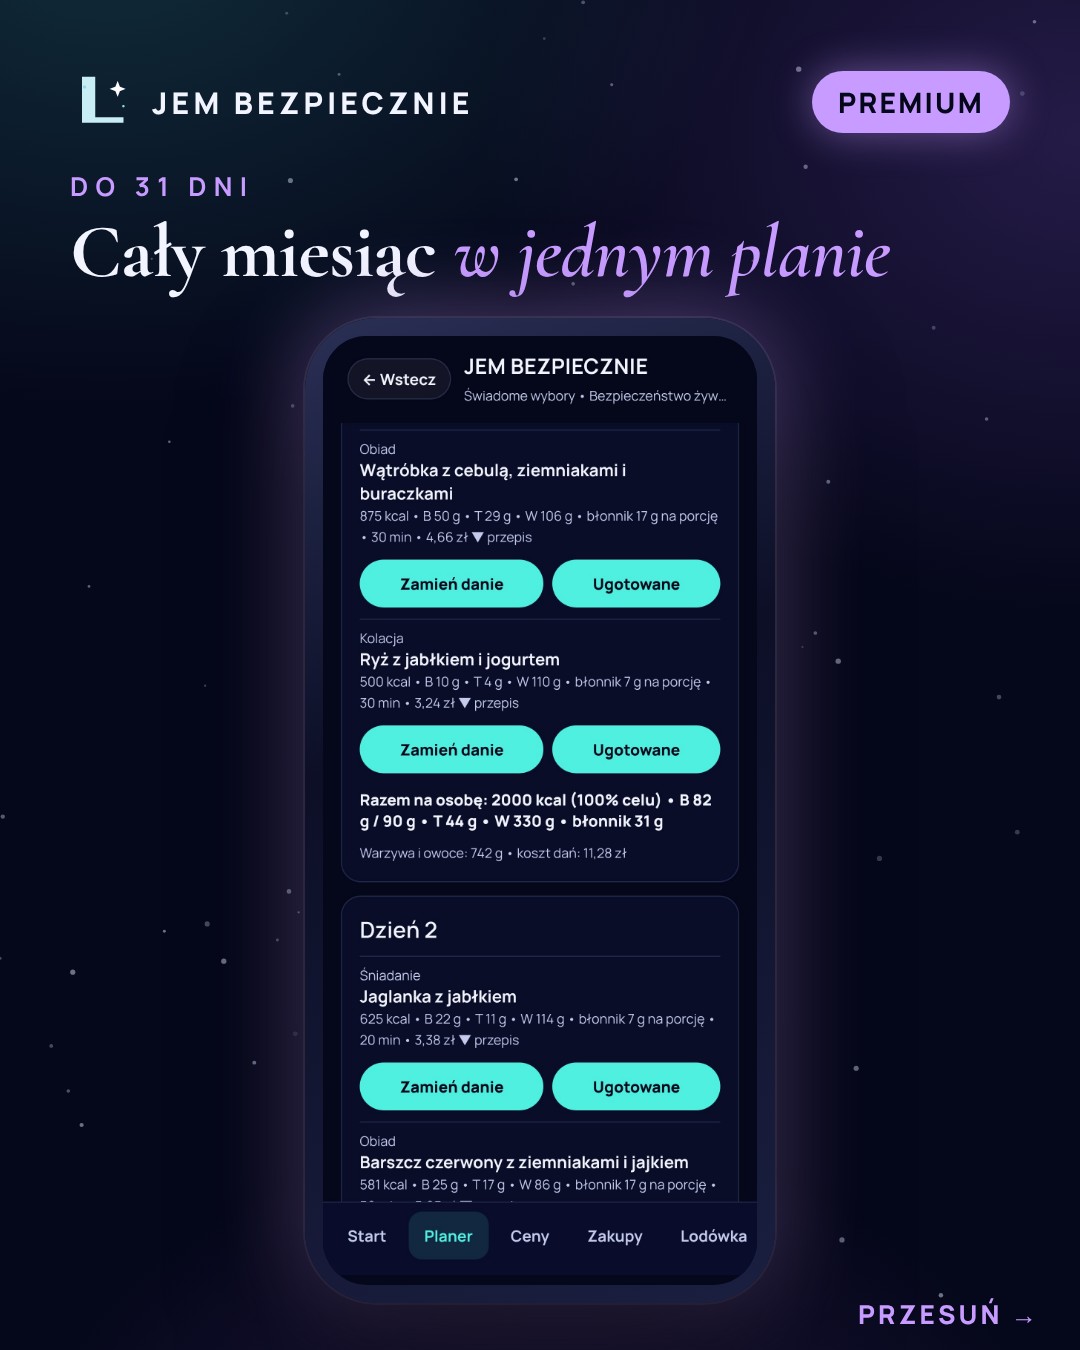 JEM BEZPIECZNIE
PREMIUM
DO 31 DNI
Cały miesiąc w jednym planie
← Wstecz
JEM BEZPIECZNIE
Świadome wybory • Bezpieczeństwo żyw...
Obiad
Wątróbka z cebulą, ziemniakami i
buraczkami
875 kcal • B 50 g • T 29 g • W 106 g • błonnik 17 g na porcję
• 30 min • 4,66 zł ▼ przepis
Zamień danie
Ugotowane
Kolacja
Ryż z jabłkiem i jogurtem
500 kcal • B 10 g • T 4 g • W 110 g • błonnik 7 g na porcję •
30 min • 3,24 zł ▼ przepis
Zamień danie
Ugotowane
Razem na osobę: 2000 kcal (100% celu) • B 82
g / 90 g • T 44 g • W 330 g • błonnik 31 g
Warzywa i owoce: 742 g • koszt dań: 11,28 zł
Dzień 2
Śniadanie
Jaglanka z jabłkiem
625 kcal • B 22 g • T 11 g • W 114 g • błonnik 7 g na porcję •
20 min • 3,38 zł ▼ przepis
Zamień danie
Ugotowane
Obiad
Barszcz czerwony z ziemniakami i jajkiem
581 kcal • B 25 g • T 17 g • W 86 g • błonnik 17 g na porcję •
Start
Planer
Ceny
Zakupy
Lodówka
PRZESUŃ →